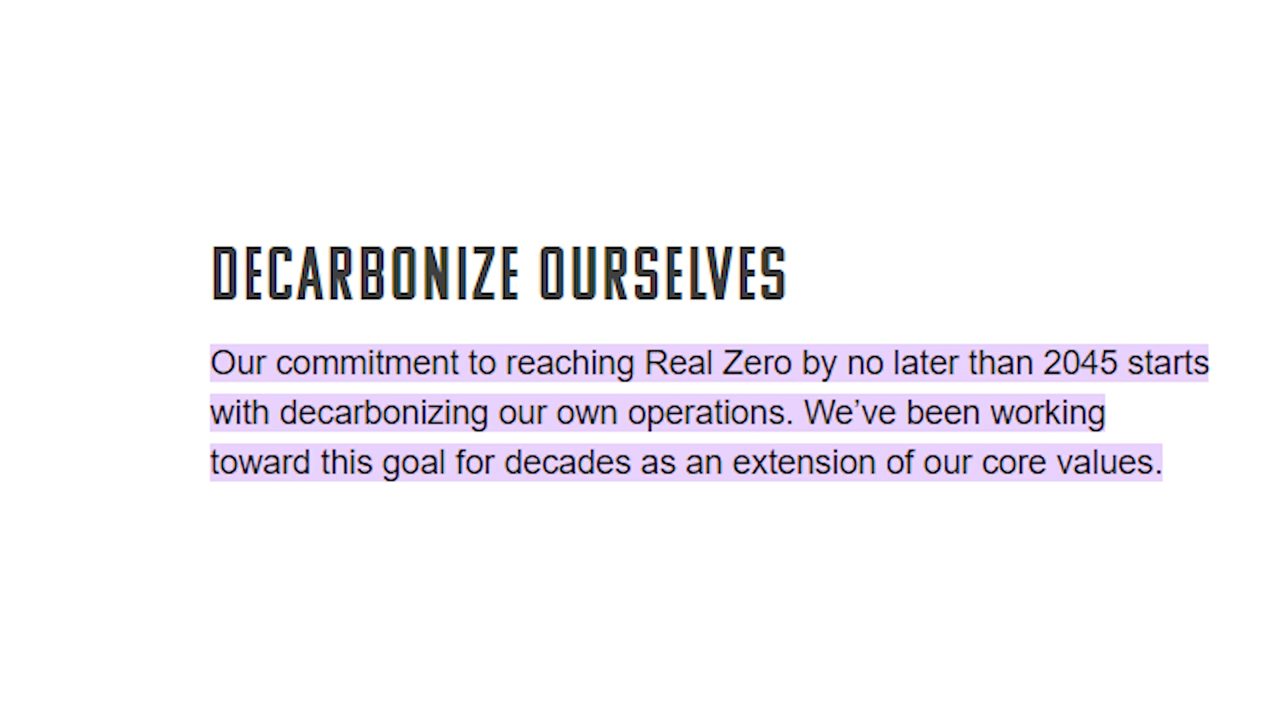 DECARBONIZE OURSELVES
Our commitment to reaching Real Zero by no later than 2045 starts
with decarbonizing our own operations. We’ve been working
toward this goal for decades as an extension of our core values.